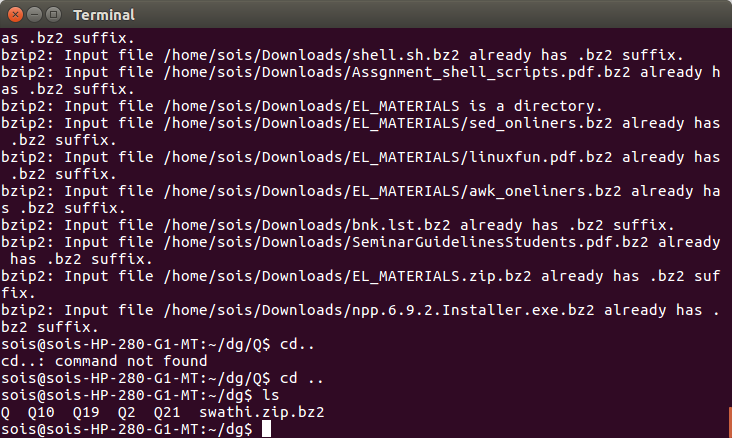 Terminal
as .bz2 suffix.
bzip2: Input file /home/sois/Downloads/shell.sh.bz2 already has .bz2 suffix.
bzip2: Input file /home/sois/Downloads/Assgnment_shell_scripts.pdf.bz2 already h
as .bz2 suffix.
bzip2: Input file /home/sois/Downloads/EL_MATERIALS is a directory.
bzip2: Input file /home/sois/Downloads/EL_MATERIALS/sed_onliners.bz2 already has
 .bz2 suffix.
bzip2: Input file /home/sois/Downloads/EL_MATERIALS/linuxfun.pdf.bz2 already has
 .bz2 suffix.
bzip2: Input file /home/sois/Downloads/EL_MATERIALS/awk_oneliners.bz2 already ha
s .bz2 suffix.
bzip2: Input file /home/sois/Downloads/bnk.lst.bz2 already has .bz2 suffix.
bzip2: Input file /home/sois/Downloads/SeminarGuidelinesStudents.pdf.bz2 already
 has .bz2 suffix.
bzip2: Input file /home/sois/Downloads/EL_MATERIALS.zip.bz2 already has .bz2 suf
fix.
bzip2: Input file /home/sois/Downloads/npp.6.9.2.Installer.exe.bz2 already has .
bz2 suffix.
sois@sois-HP-280-G1-MT:~/dg/Q$ cd..
cd..: command not found
sois@sois-HP-280-G1-MT:~/dg/Q$ cd ..
sois@sois-HP-280-G1-MT:~/dg$ ls
Q  Q10  Q19  Q2  Q21  swathi.zip.bz2
sois@sois-HP-280-G1-MT:~/dg$